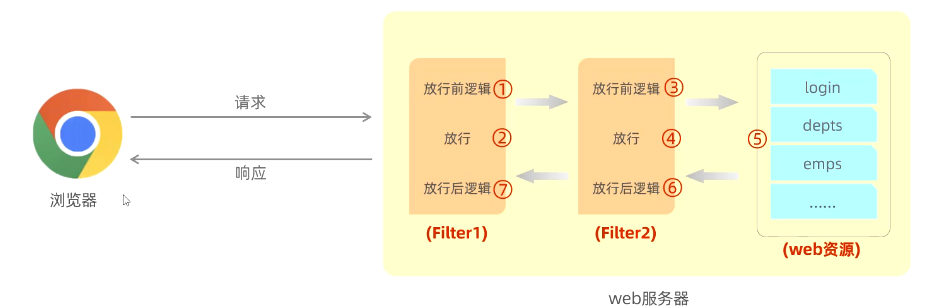 请求
响应
浏览器
放行前逻辑①
放行②
放行后逻辑⑦
(Filter1)
放行前逻辑③
放行④
放行后逻辑⑥
(Filter2)
⑤
login
depts
emps
......
(web资源)
web服务器